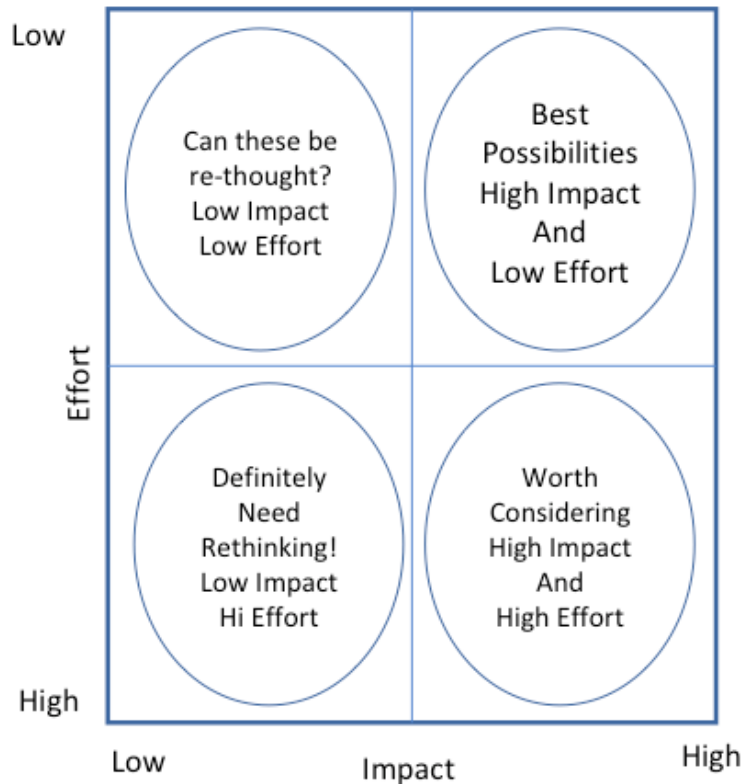 Low
Can these be
re-thought?
Low Impact
Low Effort
Best
Possibilities
High Impact
And
Low Effort
Effort
Definitely
Need
Rethinking!
Low Impact
Hi Effort
Worth
Considering
High Impact
And
High Effort
High
Low
Impact
High